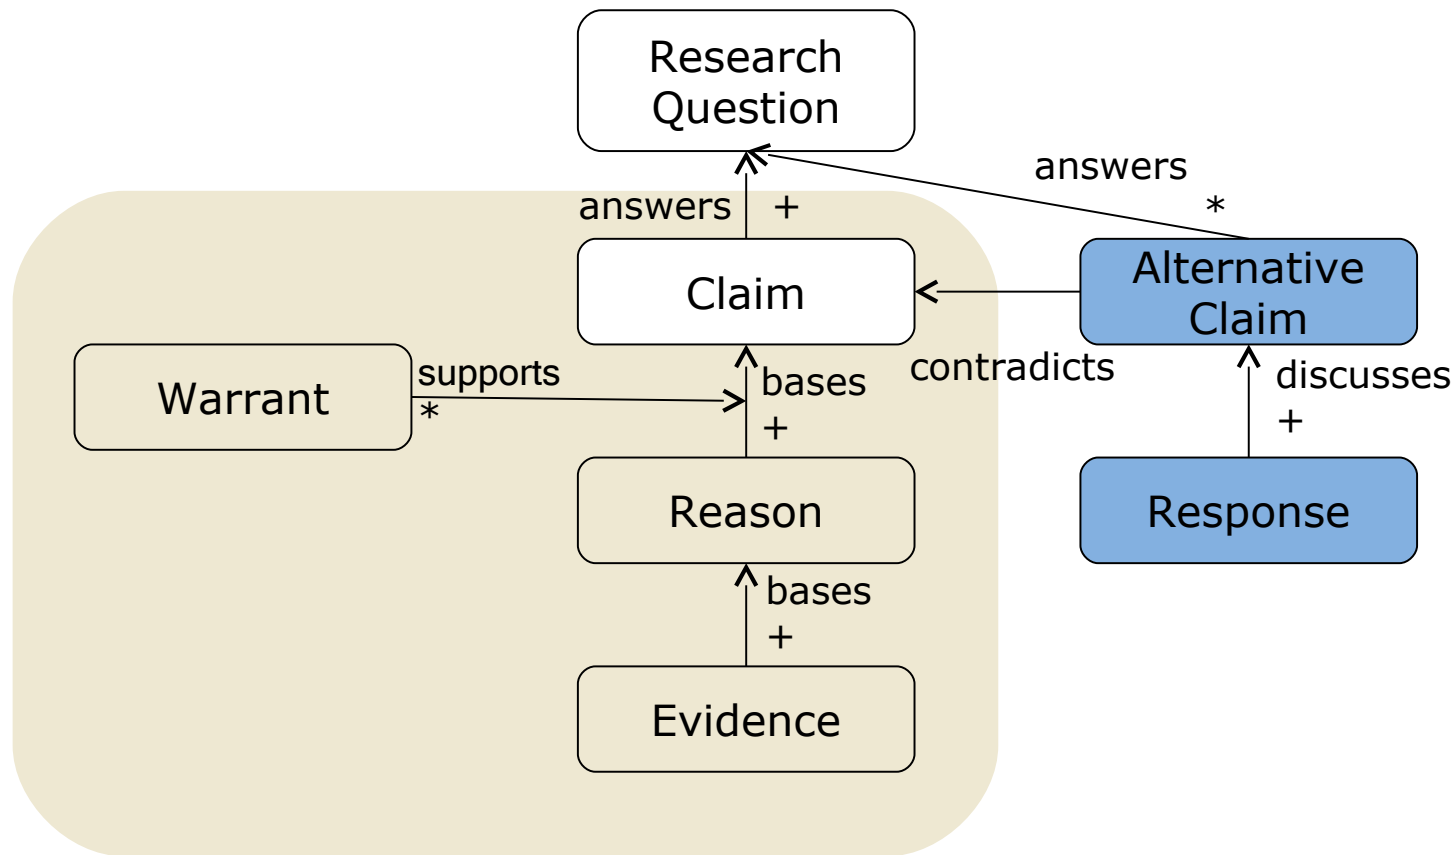 Research
Question
answers
*
answers +
Claim
Alternative
Claim
contradicts
Warrant
supports
*
bases
+
discusses
+
Reason
Response
bases
+
Evidence